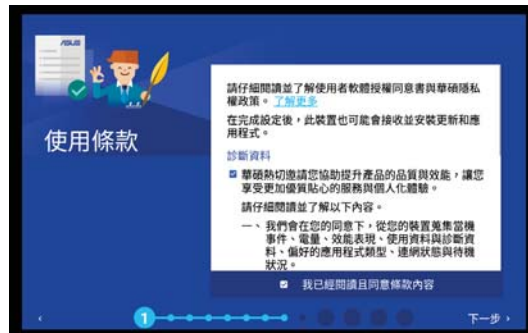 ASUS
使用條款
請仔細閱讀並了解使用者軟體授權同意書與華碩隱私
權政策。了解更多
在完成設定後，此裝置也可能會接收並安裝更新和應
用程式。
診斷資料
華碩熱切邀請您協助提升產品的品質與效能，讓您
享受更加優質貼心的服務與個人化體驗。
請仔細閱讀並了解以下內容。
一、我們會在您的同意下，從您的裝置蒐集當機
事件、電量、效能表現、使用資料與診斷資
料、偏好的應用程式類型、連網狀態與待機
狀況。
我已經閱讀且同意條款內容
1
下一步